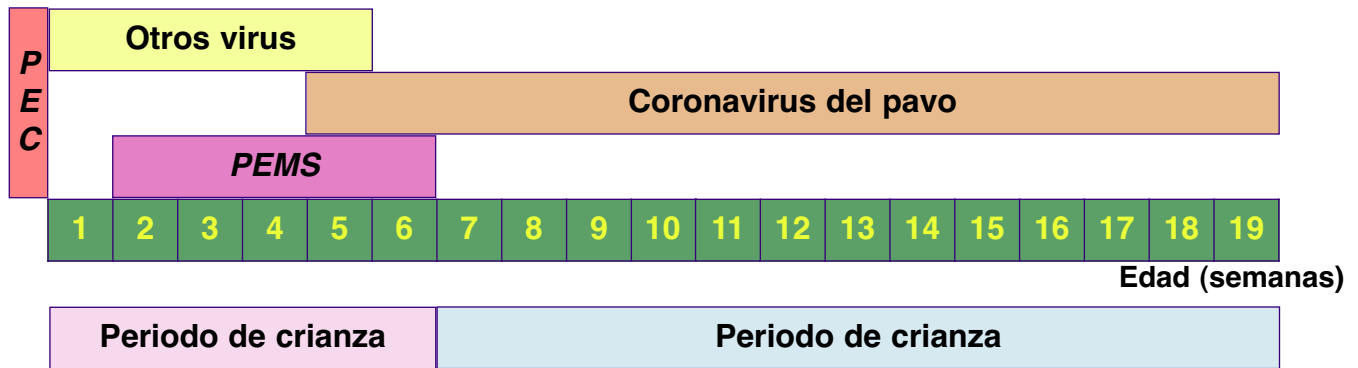 PEC
Otros virus
Coronavirus del pavo
PEMS
1 2 3 4 5 6 7 8 9 10 11 12 13 14 15 16 17 18 19
Edad (semanas)
Periodo de crianza Periodo de crianza